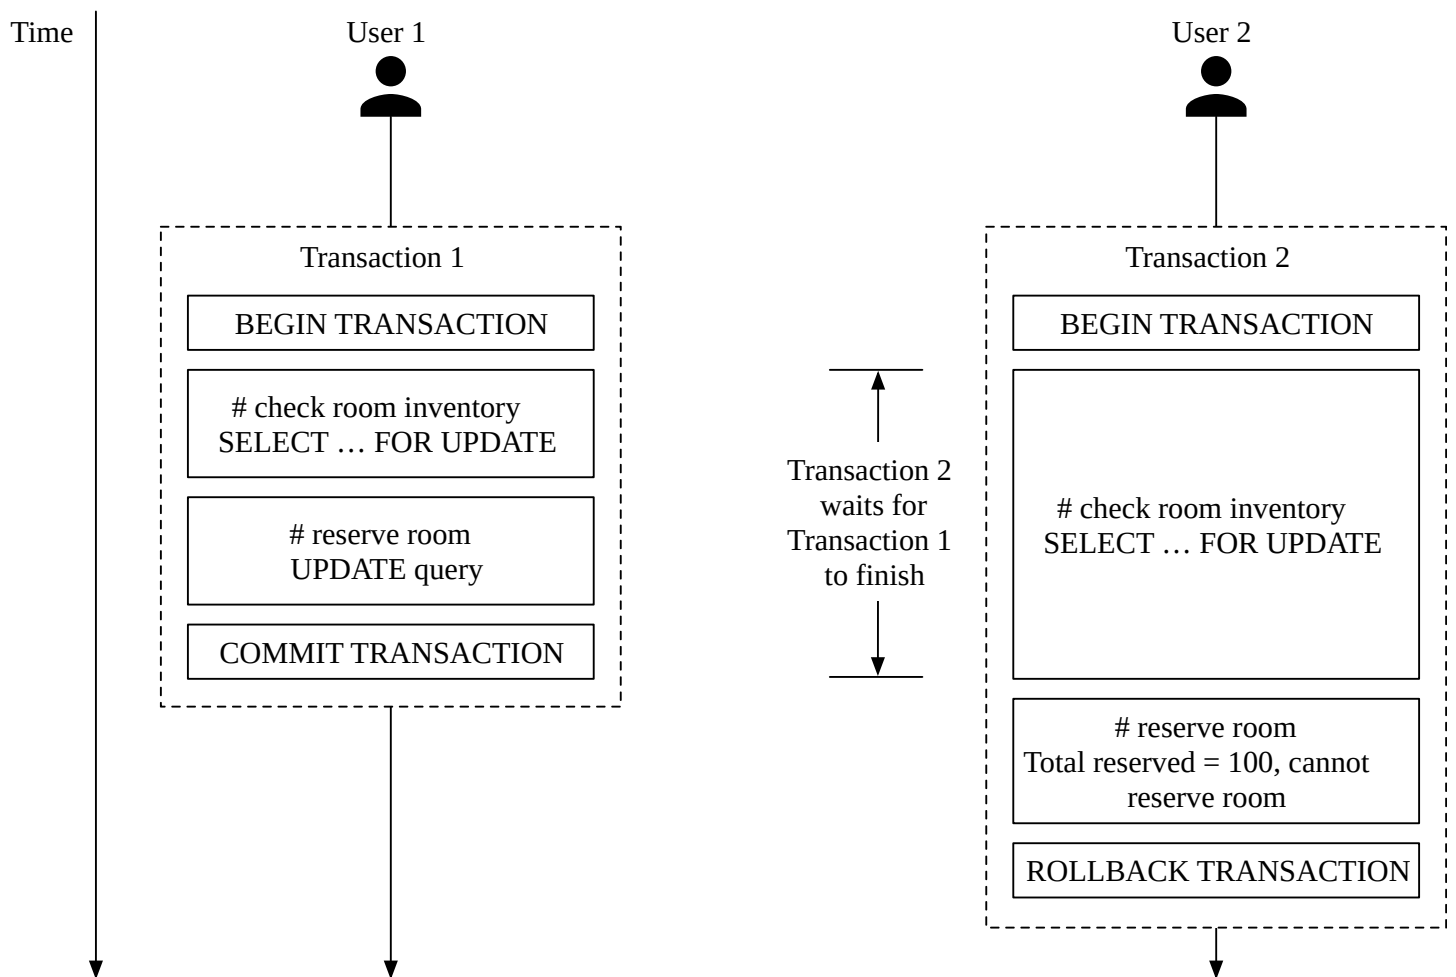 Time
User 1
User 2
Transaction 1
BEGIN TRANSACTION
# check room inventory
SELECT … FOR UPDATE
# reserve room
UPDATE query
COMMIT TRANSACTION
Transaction 2
waits for
Transaction 1
to finish
Transaction 2
BEGIN TRANSACTION
# check room inventory
SELECT … FOR UPDATE
# reserve room
Total reserved = 100, cannot
reserve room
ROLLBACK TRANSACTION